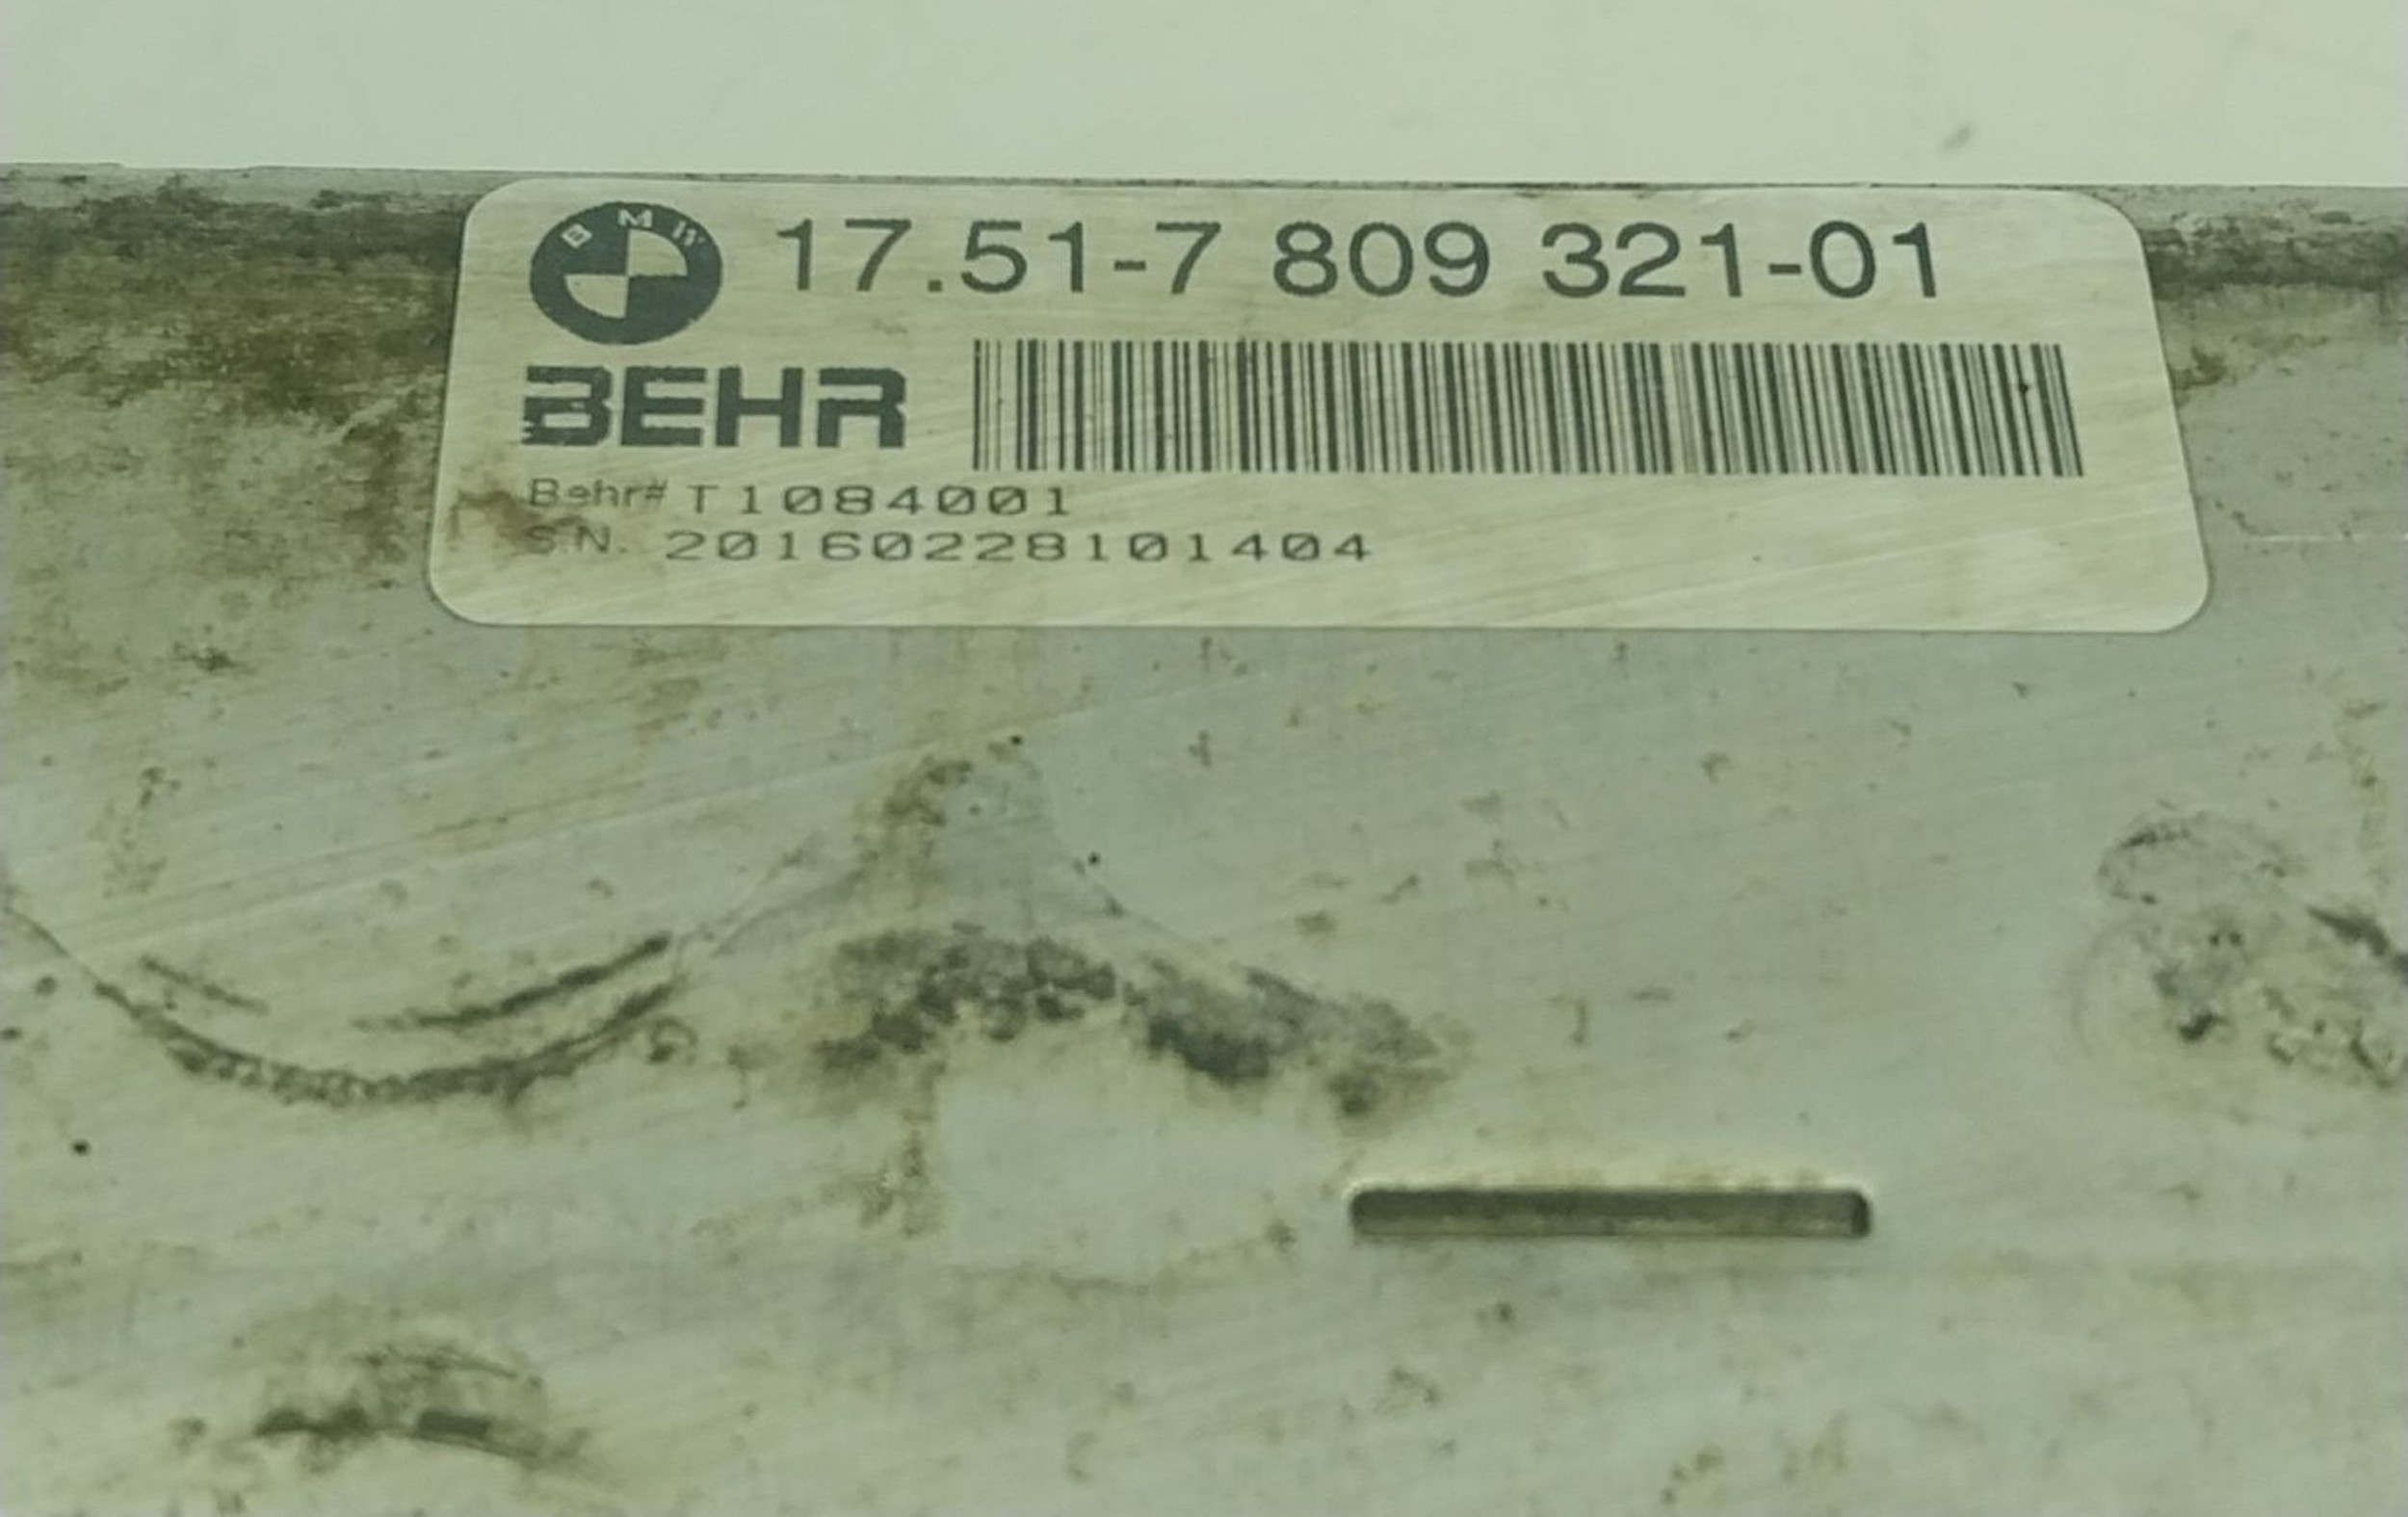 BMW 17.51-7 809 321-01
BEHR
Behr# T1084001
S.N. 20160228101404